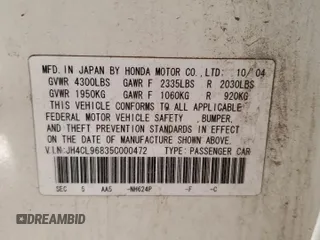 MFD. IN JAPAN BY HONDA MOTOR CO., LTD: 10/04
GVWR 4300LBS GAWR F 2335LBS R 2030LBS
GVWR 1950KG GAWR F 1060KG R 920KG
THIS VEHICLE CONFORMS TO ALL APPLICABLE
FEDERAL MOTOR VEHICLE SAFETY , BUMPER,
AND THEFT PREVENTION STANDARDS IN EFFECT
ON THE DATE OF MANUFACTURE SHOWN ABOVE.
V.I.N:JH4CL96835C000472 TYPE: PASSENGER CAR
SEC 5 AA5 -NH624P -F -C
DREAMBID
DREAMBID